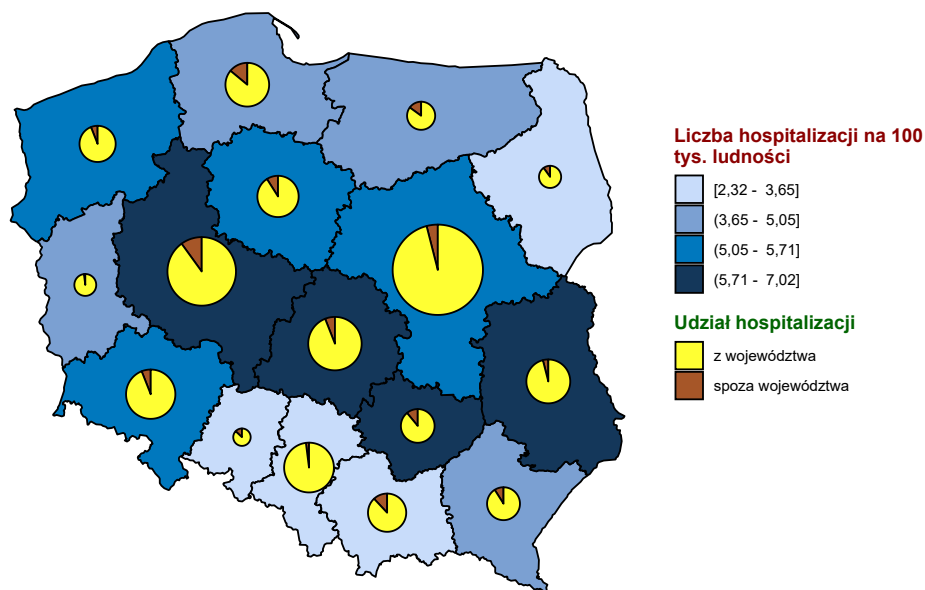 Liczba hospitalizacji na 100
tys. ludności
[2,32 - 3,65]
(3,65 - 5,05]
(5,05 - 5,71]
(5,71 - 7,02]
Udział hospitalizacji
z województwa
spoza województwa